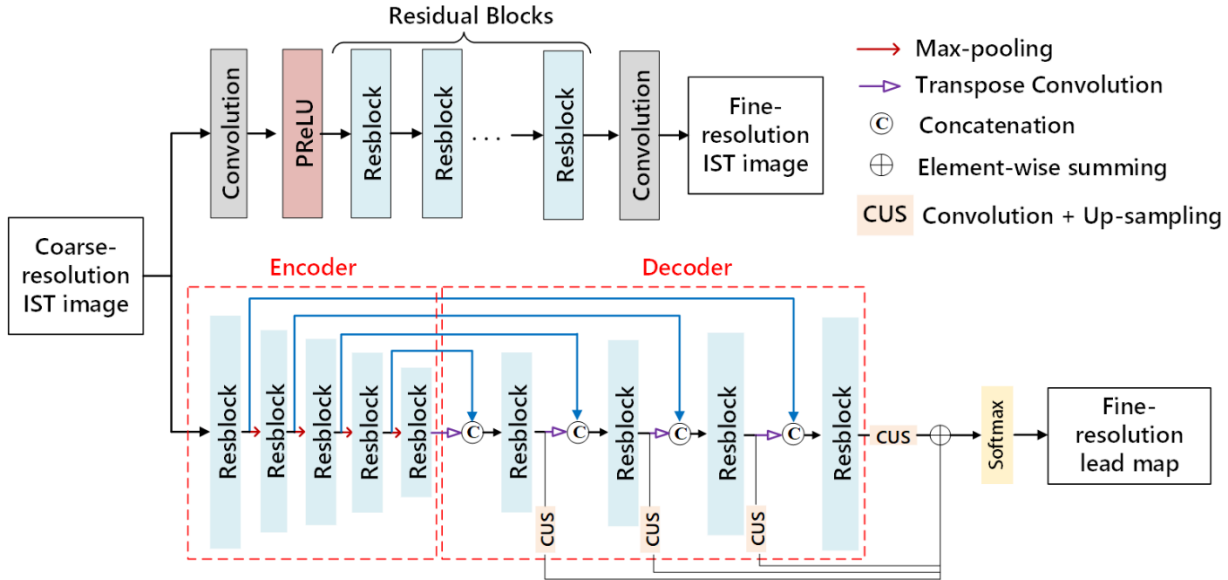 Residual Blocks
Convolution
PReLU
Resblock
Resblock
. . .
Resblock
Convolution
Fine-
resolution
IST image
Max-pooling
Transpose Convolution
C Concatenation
Element-wise summing
CUS Convolution + Up-sampling
Coarse-
resolution
IST image
Encoder
Decoder
Resblock
Resblock
Resblock
Resblock
Resblock
C
Resblock
C
Resblock
C
Resblock
C
Resblock
CUS
CUS
CUS
CUS
Softmax
Fine-
resolution
lead map